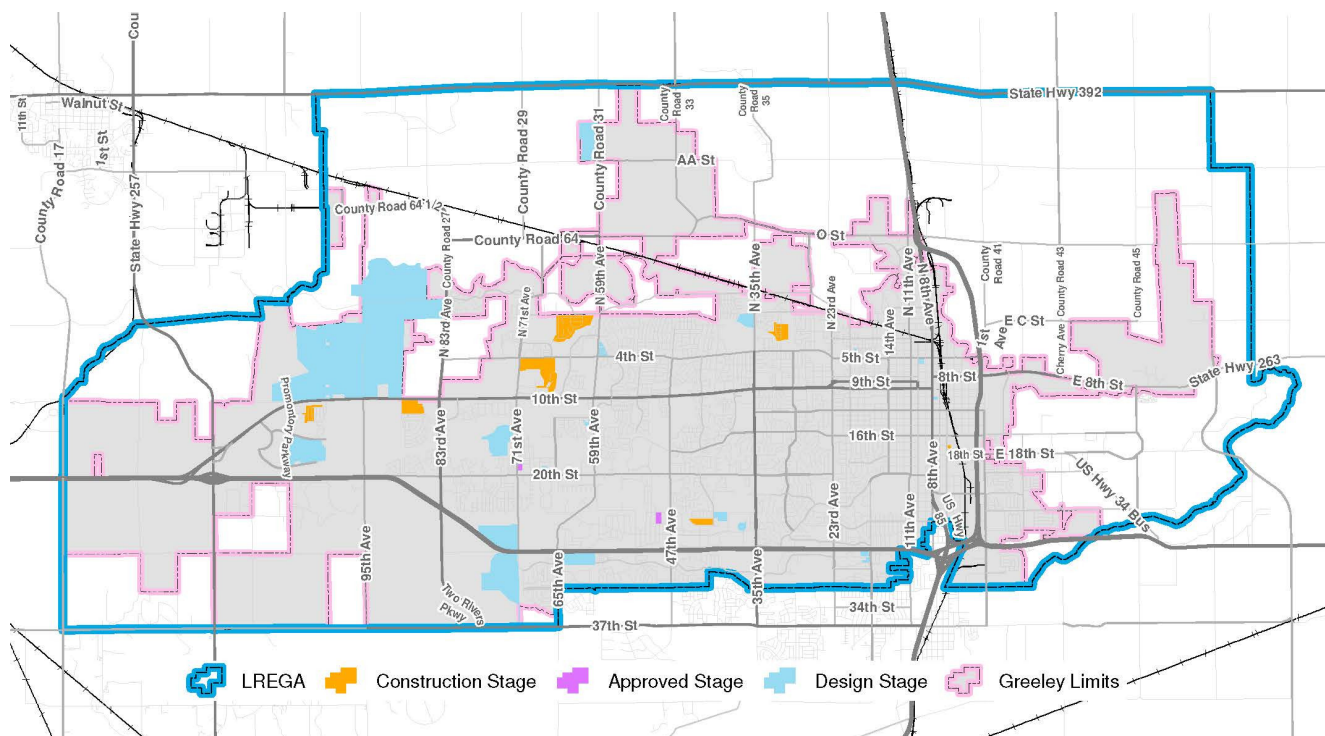 Cou
State Hwy 392
County Road 33
County Road 35
11th St
Walnut St
1st St
County Road 17
State Hwy 257
County Road 29
County Road 31
AA St
County Road 64 1/2
County Road 27
County Road 64
O St
N 59th Ave
N 35th Ave
N 11th Ave
N 8th Ave
County Road 41
County Road 43
County Road 45
N 83rd Ave
N 71st Ave
N 23rd Ave
14th Ave
1st Ave
E C St
Cherry Ave
4th St
5th St
9th St
8th St
E 8th St
State Hwy 263
10th St
Promontory Parkway
83rd Ave
71st Ave
59th Ave
16th St
18th St
E 18th St
20th St
8th Ave
US Hwy 34 Bus
US Hwy 85
95th Ave
65th Ave
47th Ave
35th Ave
23rd Ave
11th Ave
Two Rivers Pkwy
34th St
37th St
LREGA
Construction Stage
Approved Stage
Design Stage
Greeley Limits